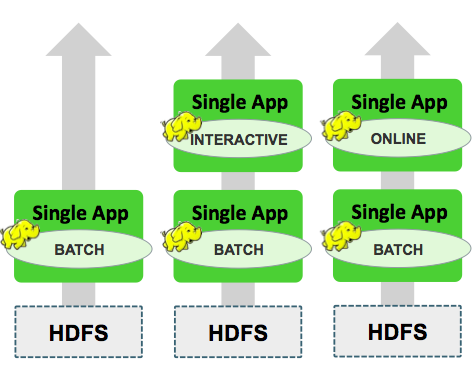 Single App
INTERACTIVE
Single App
ONLINE
Single App
BATCH
Single App
BATCH
Single App
BATCH
HDFS
HDFS
HDFS